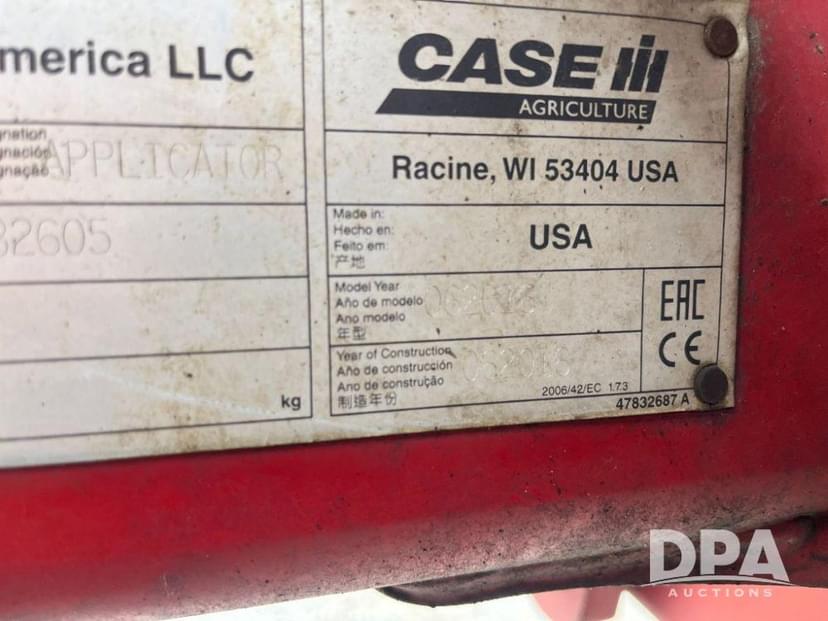 merica LLC
CASE IH
AGRICULTURE
gnation
gnación
gnação
APPLICATOR
Racine, WI 53404 USA
32605
Made in:
Hecho en:
Feito em:
产地
USA
Model Year
Año de modelo
Ano modelo
年型
EAC
CE
Year of Construction
Año de construcción
Ano de construção
制造年份
2006/42/EC 1.7.3
kg
47832687 A
DPA
AUCTIONS